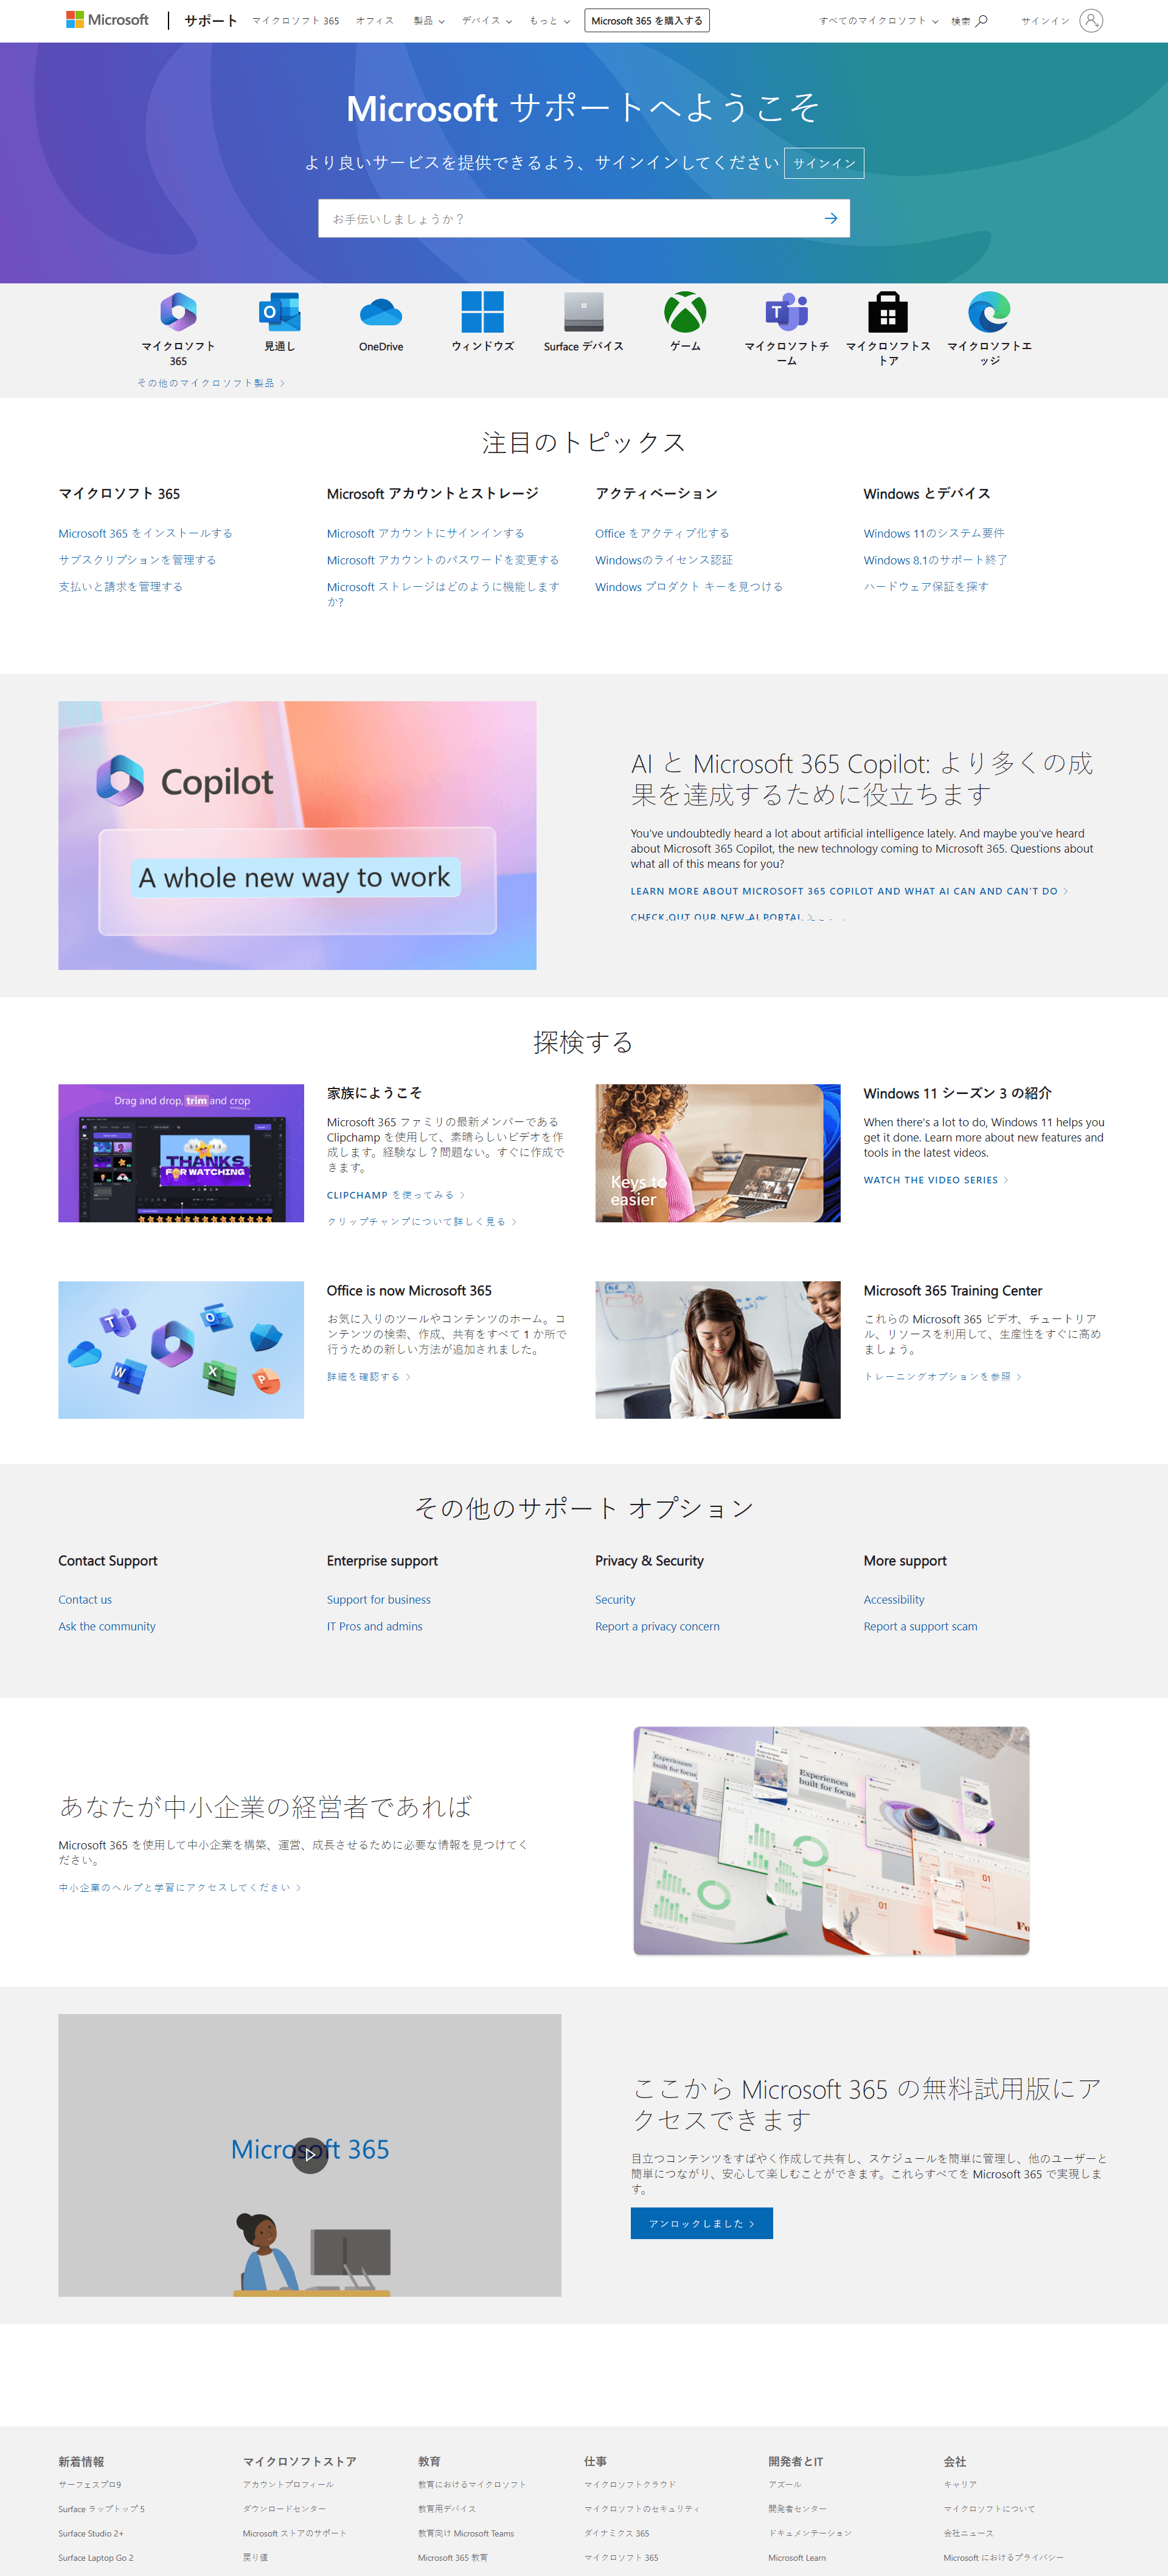 Microsoft
サポート
マイクロソフト 365
オフィス
製品
デバイス
もっと
Microsoft 365 を購入する
すべてのマイクロソフト
検索
サインイン
Microsoft サポートへようこそ
より良いサービスを提供できるよう、サインインしてください
サインイン
お手伝いしましょうか？
マイクロソフト
365
見通し
OneDrive
ウィンドウズ
Surface デバイス
ゲーム
マイクロソフトチ
ーム
マイクロソフトス
トア
マイクロソフトエ
ッジ
その他のマイクロソフト製品
注目のトピックス
マイクロソフト 365
Microsoft 365 をインストールする
サブスクリプションを管理する
支払いと請求を管理する
Microsoft アカウントとストレージ
Microsoft アカウントにサインインする
Microsoft アカウントのパスワードを変更する
Microsoft ストレージはどのように機能します
か?
アクティベーション
Office をアクティブ化する
Windowsのライセンス認証
Windows プロダクト キーを見つける
Windows とデバイス
Windows 11のシステム要件
Windows 8.1のサポート終了
ハードウェア保証を探す
Copilot
A whole new way to work
AI と Microsoft 365 Copilot: より多くの成
果を達成するために役立ちます
You've undoubtedly heard a lot about artificial intelligence lately. And maybe you've heard
about Microsoft 365 Copilot, the new technology coming to Microsoft 365. Questions about
what all of this means for you?
LEARN MORE ABOUT MICROSOFT 365 COPILOT AND WHAT AI CAN AND CAN'T DO
CHECK OUT OUR NEW AI PORTAL
探検する
Drag and drop, trim and crop
THANKS
FOR WATCHING
家族にようこそ
Microsoft 365 ファミリの最新メンバーである
Clipchamp を使用して、素晴らしいビデオを作
成します。経験なし？問題ない。すぐに作成で
きます。
CLIPCHAMP を使ってみる
クリップチャンプについて詳しく見る
Keys to
easier
Windows 11 シーズン 3 の紹介
When there's a lot to do, Windows 11 helps you
get it done. Learn more about new features and
tools in the latest videos.
WATCH THE VIDEO SERIES
Office is now Microsoft 365
お気に入りのツールやコンテンツのホーム。コ
ンテンツの検索、作成、共有をすべて 1 か所で
行うための新しい方法が追加されました。
詳細を確認する
Microsoft 365 Training Center
これらの Microsoft 365 ビデオ、チュートリア
ル、リソースを利用して、生産性をすぐに高め
ましょう。
トレーニングオプションを参照
その他のサポート オプション
Contact Support
Contact us
Ask the community
Enterprise support
Support for business
IT Pros and admins
Privacy & Security
Security
Report a privacy concern
More support
Accessibility
Report a support scam
あなたが中小企業の経営者であれば
Microsoft 365 を使用して中小企業を構築、運営、成長させるために必要な情報を見つけてく
ださい。
中小企業のヘルプと学習にアクセスしてください
Experiences
built for focus
Experiences
built for focus
01
01
Microsoft 365
ここから Microsoft 365 の無料試用版にア
クセスできます
目立つコンテンツをすばやく作成して共有し、スケジュールを簡単に管理し、他のユーザーと
簡単につながり、安心して楽しむことができます。これらすべてを Microsoft 365 で実現しま
す。
アンロックしました
新着情報
サーフェスプロ9
Surface ラップトップ 5
Surface Studio 2+
Surface Laptop Go 2
マイクロソフトストア
アカウントプロフィール
ダウンロードセンター
Microsoft ストアのサポート
戻り値
教育
教育におけるマイクロソフト
教育用デバイス
教育向け Microsoft Teams
Microsoft 365 教育
仕事
マイクロソフトクラウド
マイクロソフトのセキュリティ
ダイナミクス 365
マイクロソフト 365
開発者とIT
アズール
開発者センター
ドキュメンテーション
Microsoft Learn
会社
キャリア
マイクロソフトについて
会社ニュース
Microsoft におけるプライバシー